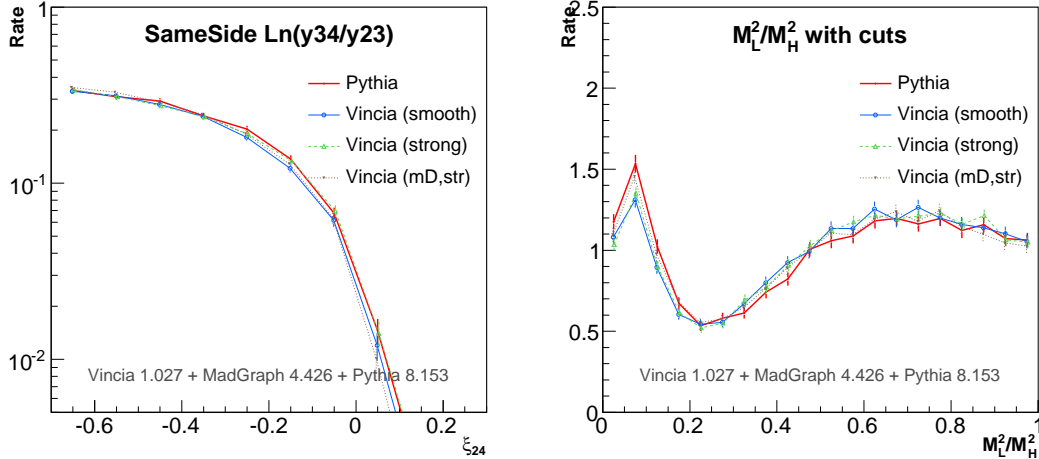 Rate
SameSide Ln(y34/y23)
Pythia
Vincia (smooth)
Vincia (strong)
Vincia (mD,str)
1
10^{-1}
10^{-2}
Vincia 1.027 + MadGraph 4.426 + Pythia 8.153
-0.6 -0.4 -0.2 0 0.2
ξ_{24}
Rate
M_L^2/M_H^2 with cuts
Pythia
Vincia (smooth)
Vincia (strong)
Vincia (mD,str)
2.5
2
1.5
1
0.5
0
Vincia 1.027 + MadGraph 4.426 + Pythia 8.153
0 0.2 0.4 0.6 0.8 1
M_L^2/M_H^2